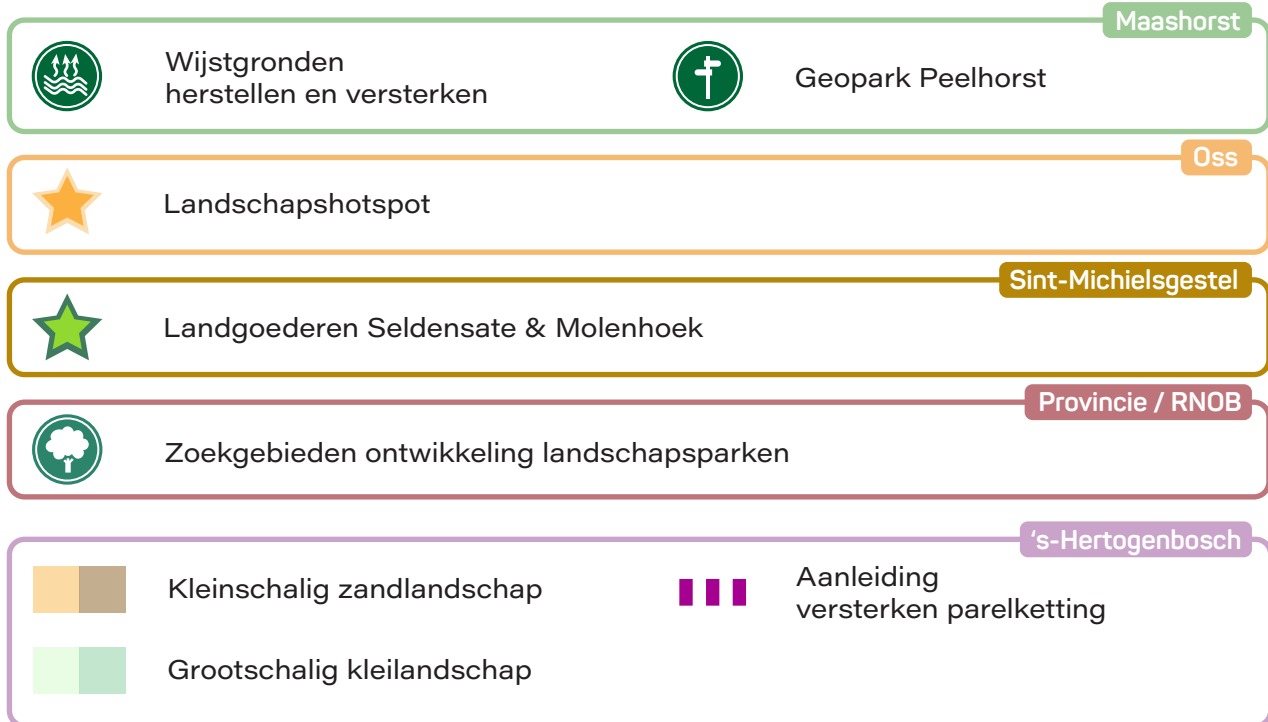 Maashorst
Wijstgronden
herstellen en versterken
Geopark Peelhorst
Oss
Landschapshotspot
Sint-Michielsgestel
Landgoederen Seldensate & Molenhoek
Provincie / RNOB
Zoekgebieden ontwikkeling landschapsparken
‘s-Hertogenbosch
Kleinschalig zandlandschap
Aanleiding
versterken parelketting
Grootschalig kleilandschap